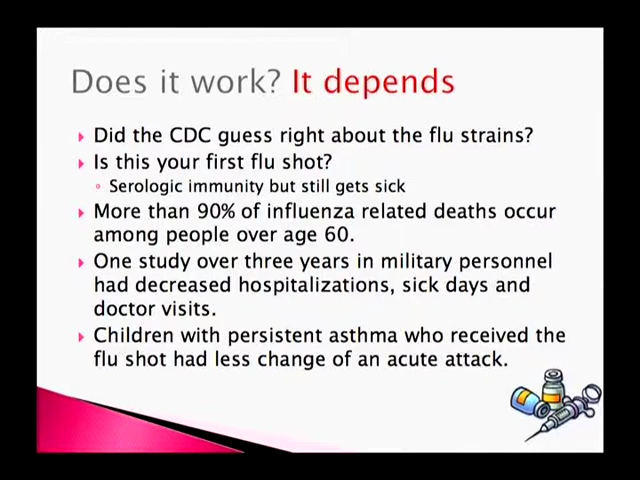 Does it work? It depends
Did the CDC guess right about the flu strains?
Is this your first flu shot?
Serologic immunity but still gets sick
More than 90% of influenza related deaths occur
among people over age 60.
One study over three years in military personnel
had decreased hospitalizations, sick days and
doctor visits.
Children with persistent asthma who received the
flu shot had less change of an acute attack.